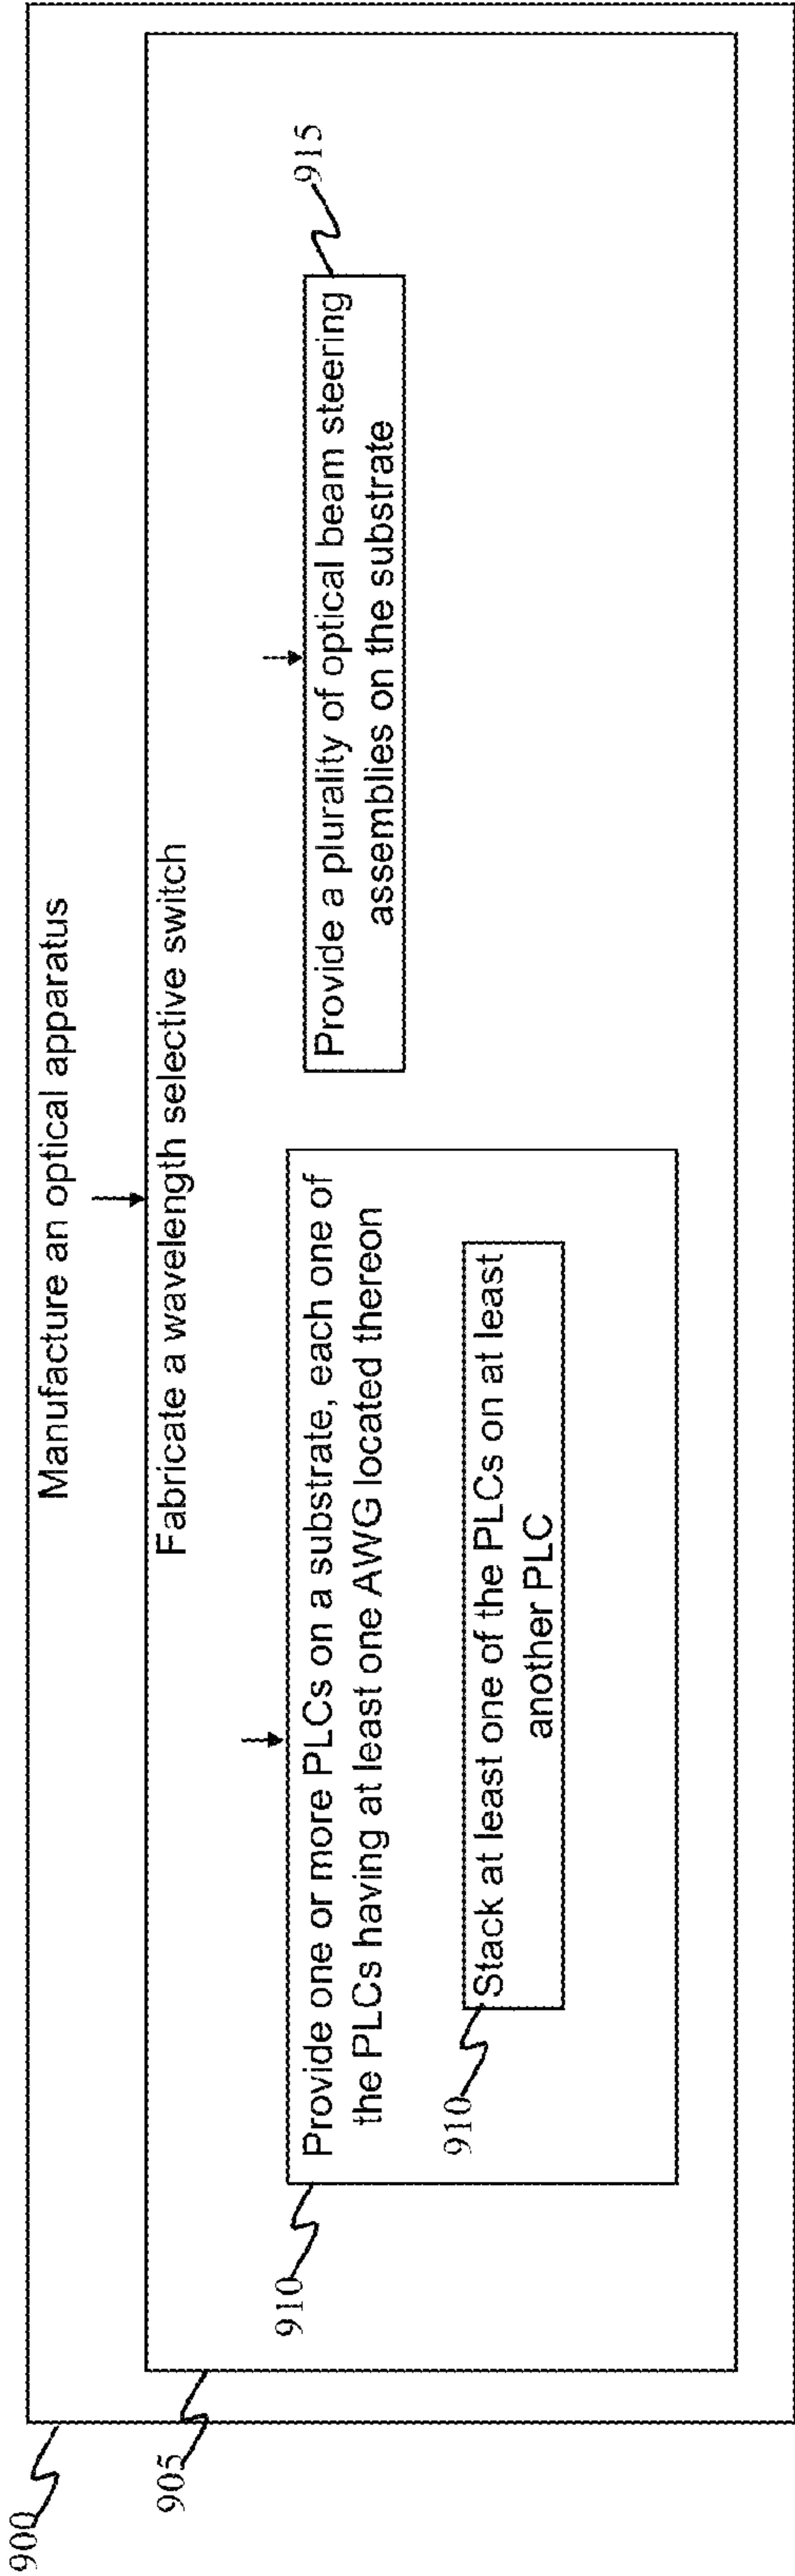 900
Manufacture an optical apparatus
905
Fabricate a wavelength selective switch
910
Provide one or more PLCs on a substrate, each one of
the PLCs having at least one AWG located thereon
910
Stack at least one of the PLCs on at least
another PLC
915
Provide a plurality of optical beam steering
assemblies on the substrate